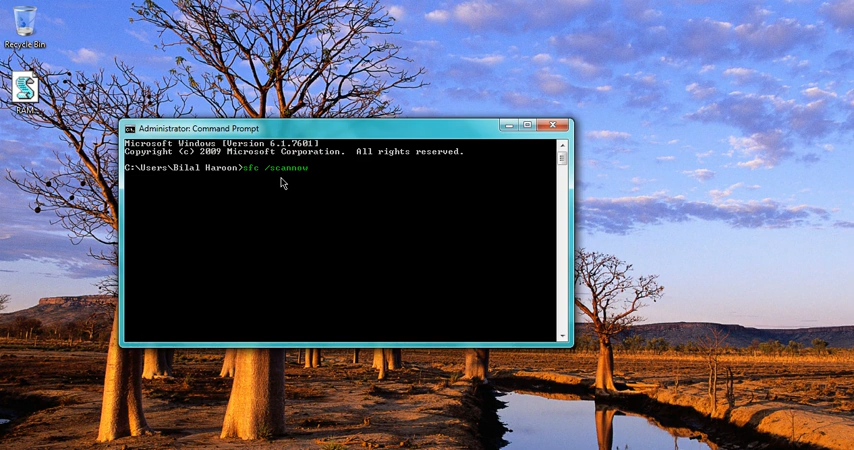 Recycle Bin
RAM
Administrator: Command Prompt
Microsoft Windows [Version 6.1.7601]
Copyright (c) 2009 Microsoft Corporation.  All rights reserved.
C:\Users\Bilal Haroon>sfc /scannow